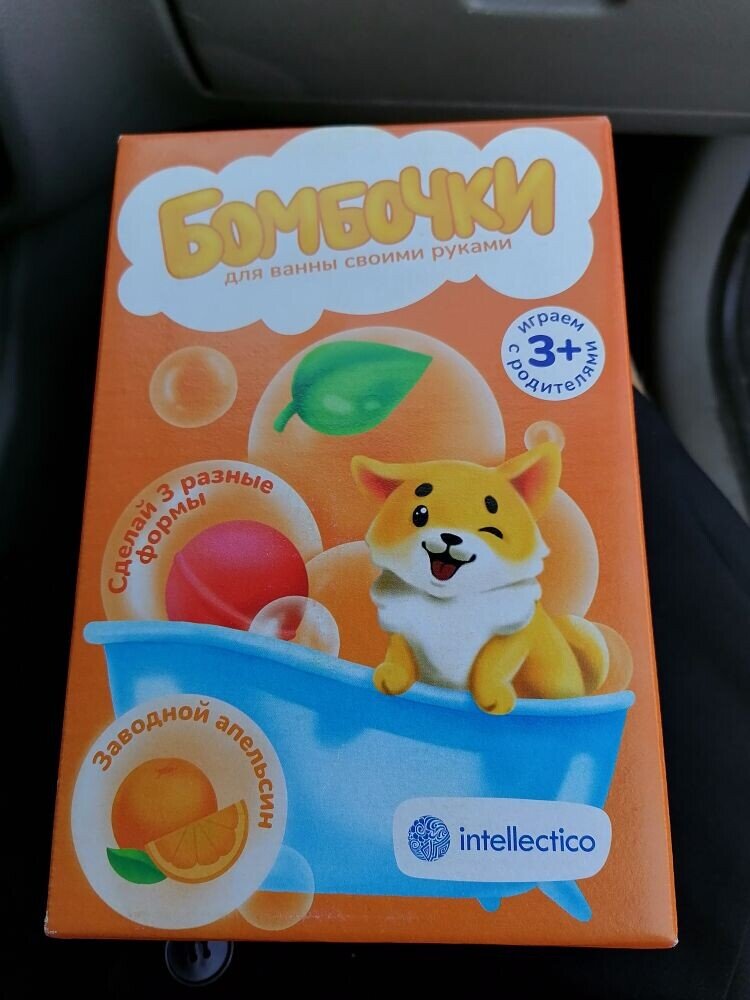 Бомбочки
для ванны своими руками
играем
3+
с родителями
Сделай 3 разные
формы
Заводной апельсин
intellectico